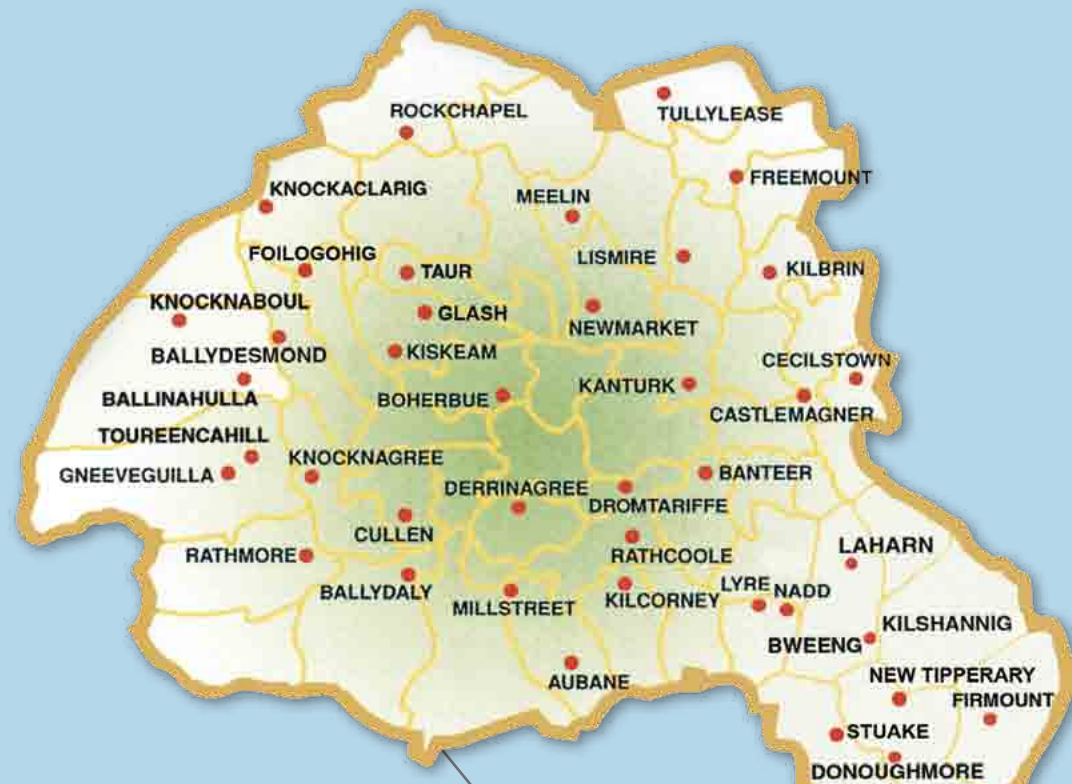 ROCKCHAPEL
TULLYLEASE
FREEMOUNT
KNOCKACLARIG
MEELIN
FOILOGOHIG
LISMIRE
TAUR
KILBRIN
KNOCKNABOUL
GLASH
NEWMARKET
BALLYDESMOND
KISKEAM
CECILSTOWN
BALLINAHULLA
BOHERBUE
KANTURK
CASTLEMAGNER
TOUREENCAHILL
KNOCKNAGREE
GNEEVEGUILLA
BANTEER
DERRINAGREE
DROMTARIFFE
CULLEN
LAHARN
RATHMORE
RATHCOOLE
BALLYDALY
LYRE
NADD
MILLSTREET
KILCORNEY
KILSHANNIG
BWEENG
AUBANE
NEW TIPPERARY
FIRMOUNT
STUAKE
DONOUGHMORE